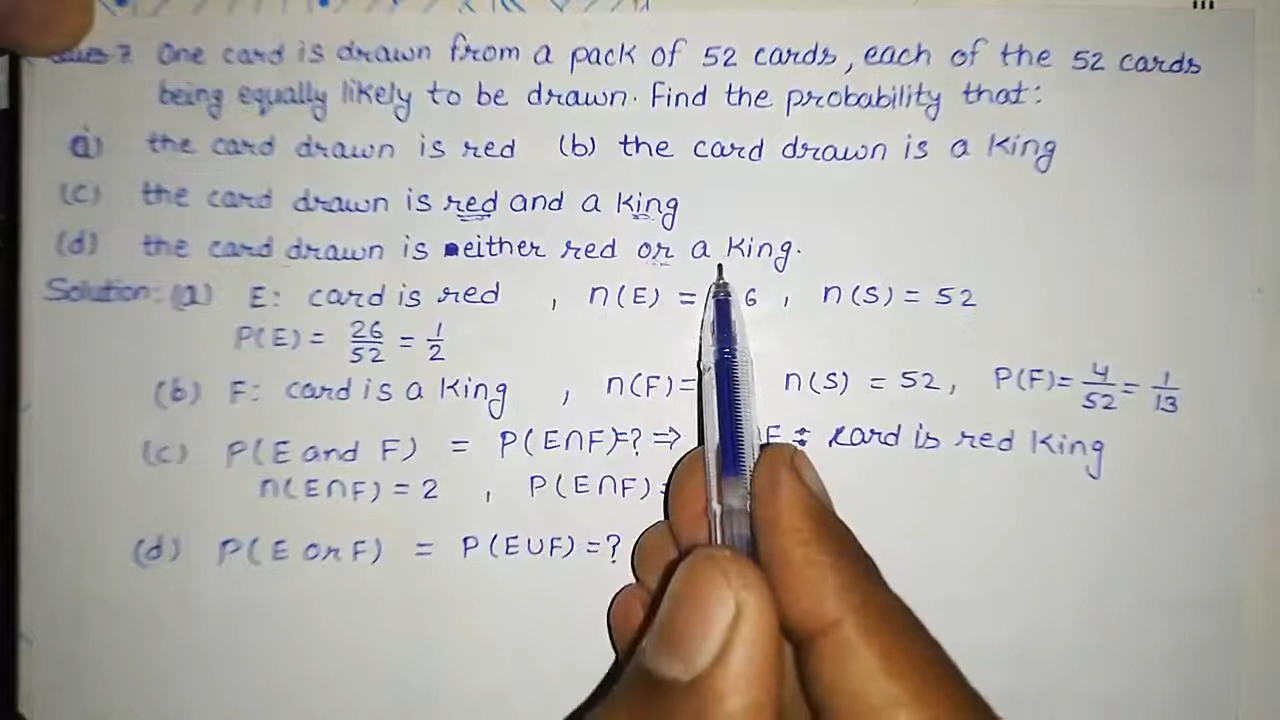 7. One card is drawn from a pack of 52 cards, each of the 52 cards
being equally likely to be drawn. Find the probability that:
a) the card drawn is red (b) the card drawn is a King
(c) the card drawn is red and a King
(d) the card drawn is either red or a King.
Solution: (a) E: card is red , n(E) = 6 , n(S) = 52
P(E) = 26/52 = 1/2
(b) F: card is a King , n(F)= n(S) = 52, P(F)= 4/52 = 1/13
(c) P(E and F) = P(E∩F)=? ⇒ F : card is red King
n(E∩F) = 2 , P(E∩F)=
(d) P(E or F) = P(E∪F) = ?